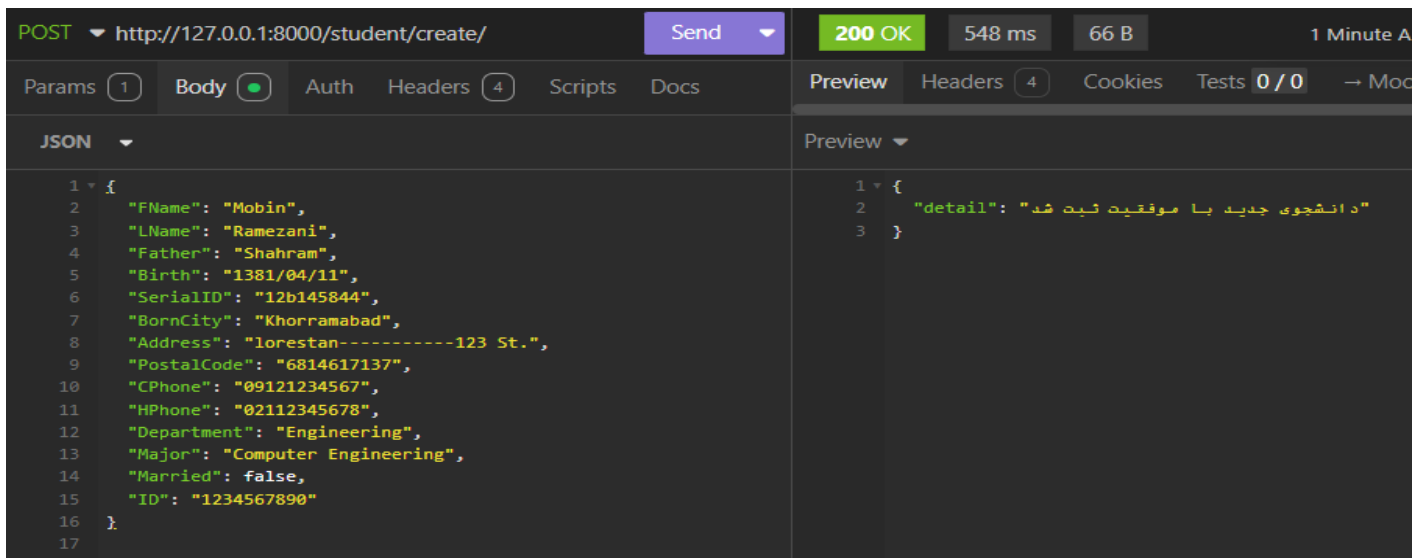 POST http://127.0.0.1:8000/student/create/ Send 200 OK 548 ms 66 B 1 Minute A
Params 1 Body Auth Headers 4 Scripts Docs Preview Headers 4 Cookies Tests 0 / 0 → Moc
JSON Preview
1 {
2 "FName": "Mobin",
3 "LName": "Ramezani",
4 "Father": "Shahram",
5 "Birth": "1381/04/11",
6 "SerialID": "12b145844",
7 "BornCity": "Khorramabad",
8 "Address": "lorestan-----------123 St.",
9 "PostalCode": "6814617137",
10 "CPhone": "09121234567",
11 "HPhone": "02112345678",
12 "Department": "Engineering",
13 "Major": "Computer Engineering",
14 "Married": false,
15 "ID": "1234567890"
16 }
17
1 {
2 "detail": "دانشجوی جدید با موفقیت ثبت شد"
3 }